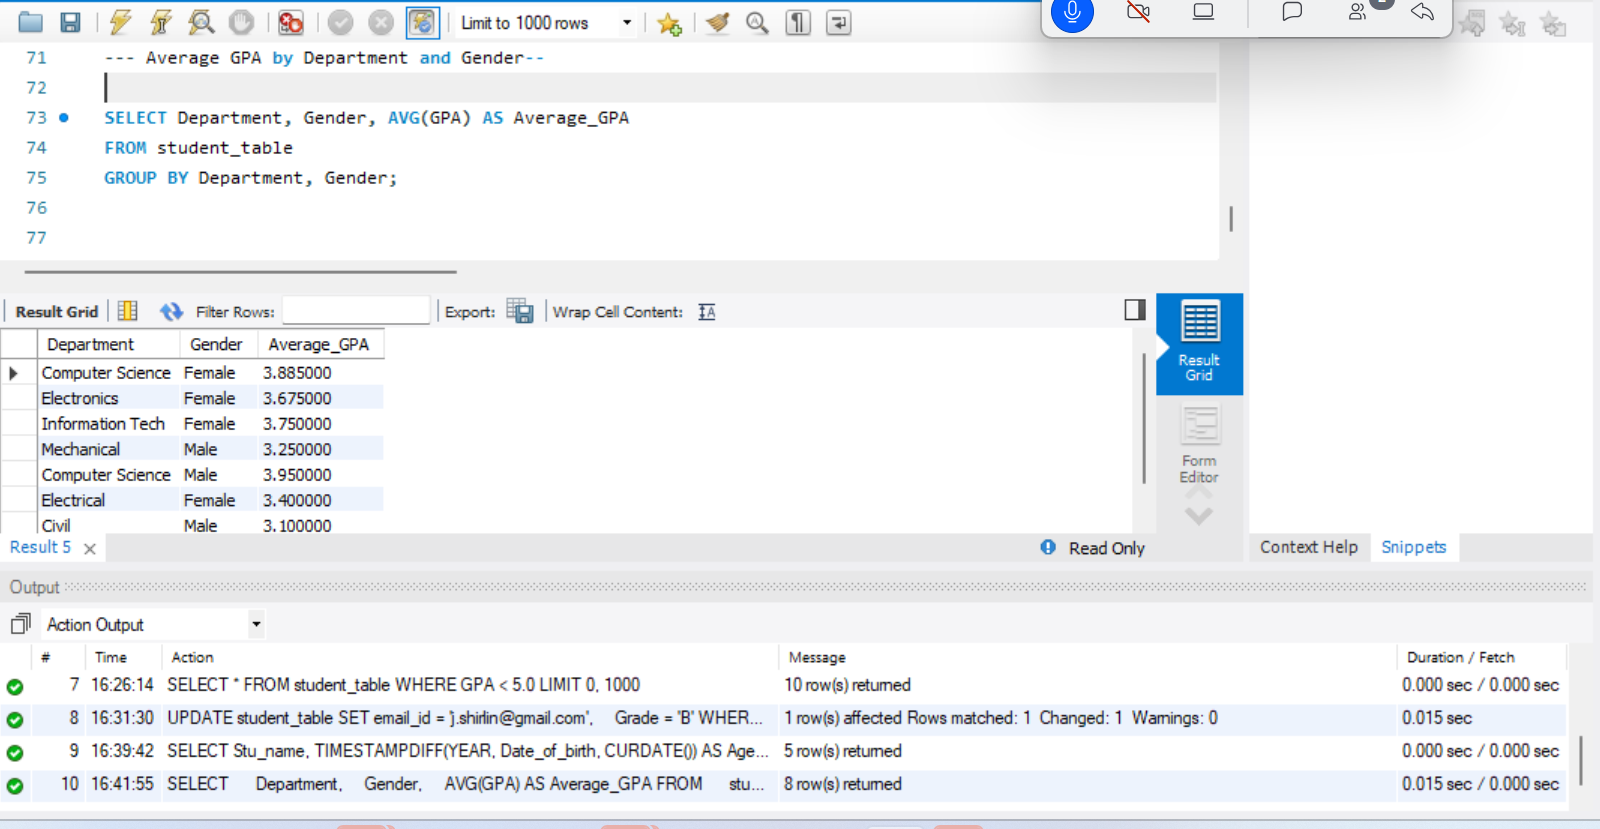 Limit to 1000 rows
71 --- Average GPA by Department and Gender--
72
73 SELECT Department, Gender, AVG(GPA) AS Average_GPA
74 FROM student_table
75 GROUP BY Department, Gender;
76
77
Result Grid Filter Rows: Export: Wrap Cell Content:
Department Gender Average_GPA
Computer Science Female 3.885000
Electronics Female 3.675000
Information Tech Female 3.750000
Mechanical Male 3.250000
Computer Science Male 3.950000
Electrical Female 3.400000
Civil Male 3.100000
Result Grid
Form Editor
Result 5 Read Only Context Help Snippets
Output
Action Output
# Time Action Message Duration / Fetch
7 16:26:14 SELECT * FROM student_table WHERE GPA < 5.0 LIMIT 0, 1000 10 row(s) returned 0.000 sec / 0.000 sec
8 16:31:30 UPDATE student_table SET email_id = 'j.shirlin@gmail.com', Grade = 'B' WHER... 1 row(s) affected Rows matched: 1 Changed: 1 Warnings: 0 0.015 sec
9 16:39:42 SELECT Stu_name, TIMESTAMPDIFF(YEAR, Date_of_birth, CURDATE()) AS Age... 5 row(s) returned 0.000 sec / 0.000 sec
10 16:41:55 SELECT Department, Gender, AVG(GPA) AS Average_GPA FROM stu... 8 row(s) returned 0.015 sec / 0.000 sec